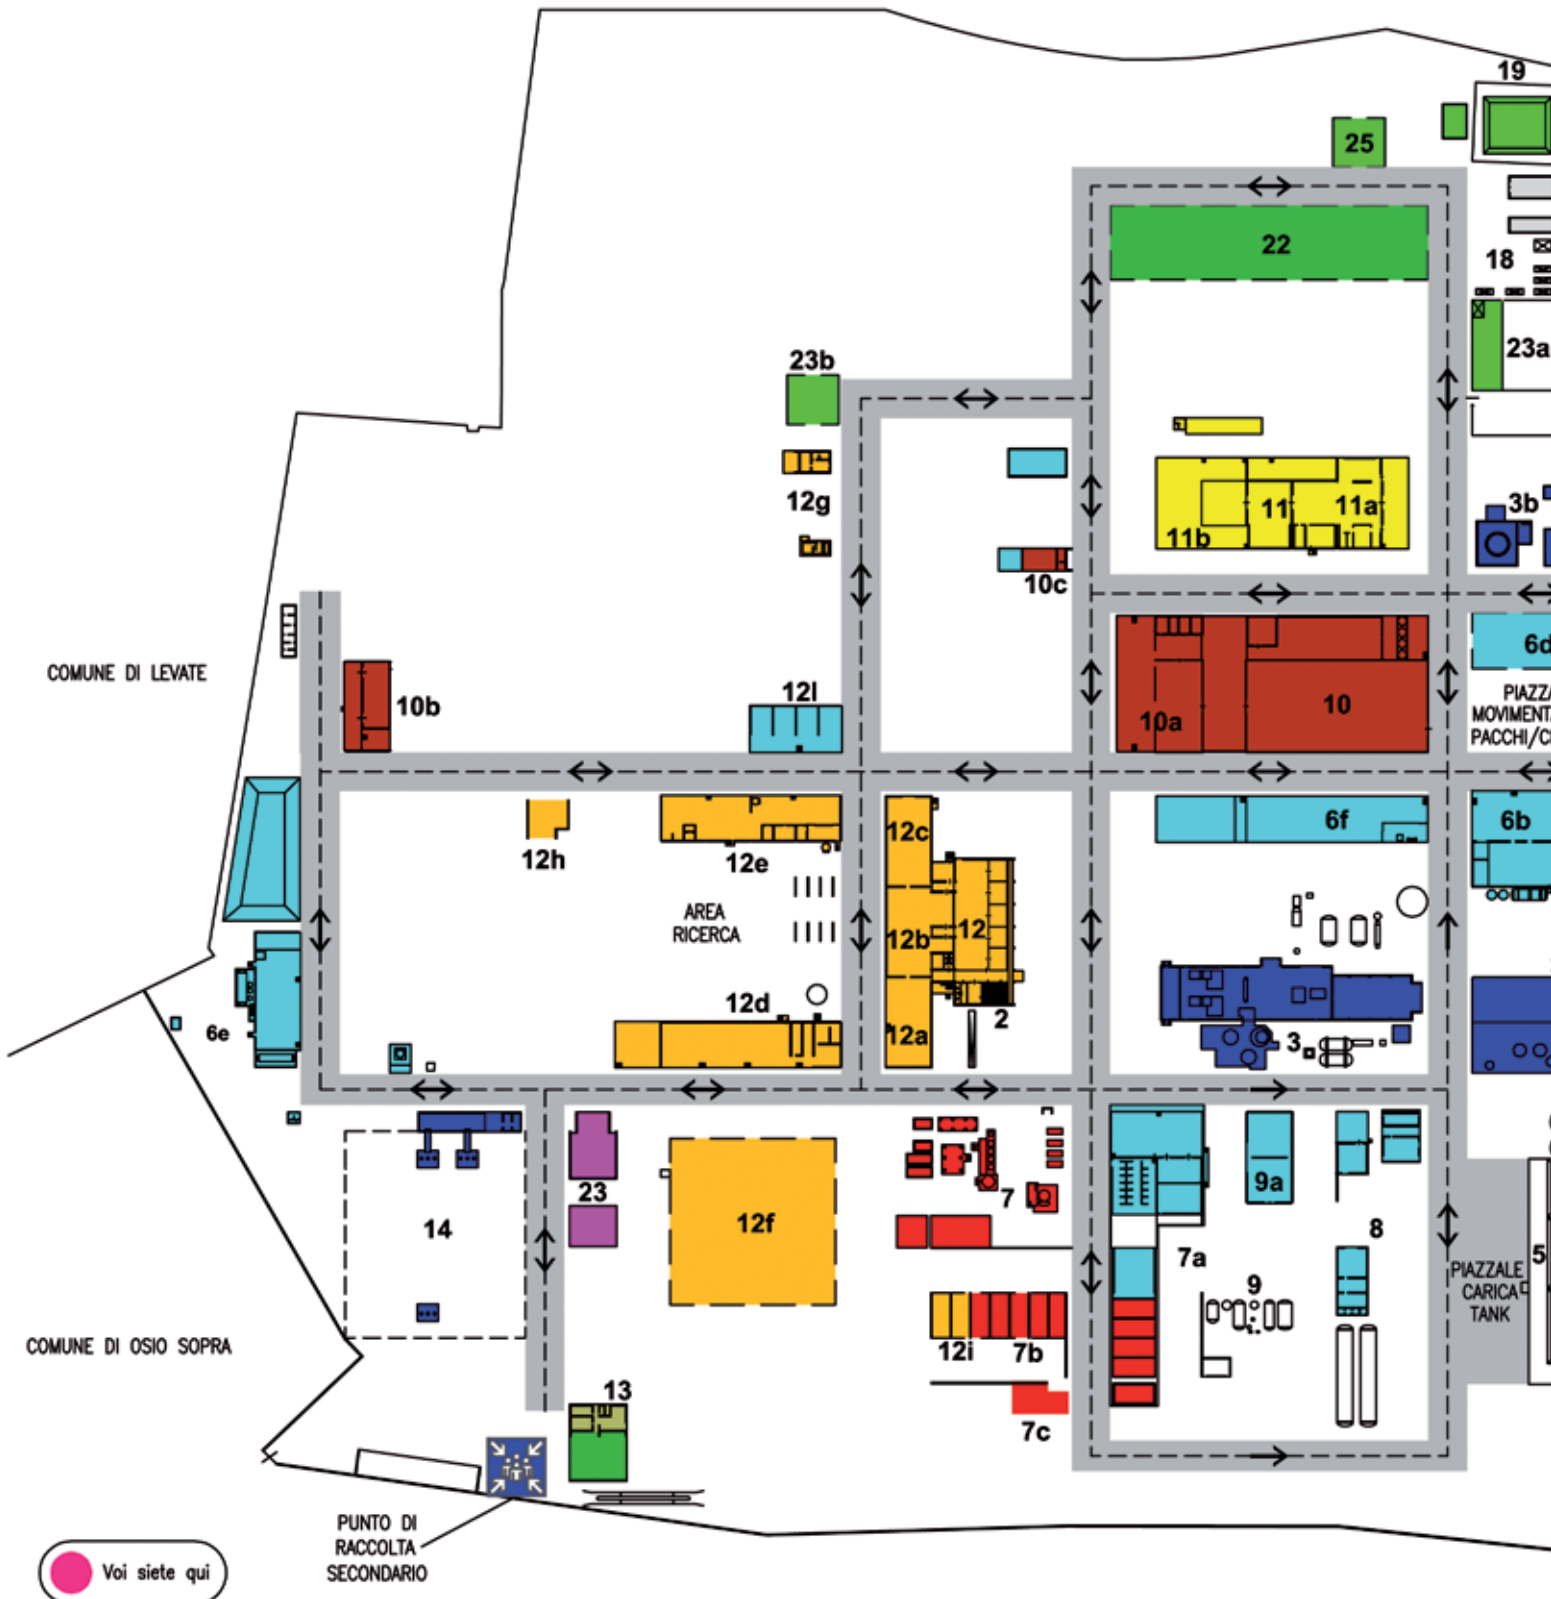 19
25
22
18
23a
23b
12g
11
11a
11b
3b
10c
6d
COMUNE DI LEVATE
10b
12l
10a
10
PIAZZA
MOVIMENTA
PACCHI/C
12h
12e
12c
6f
6b
AREA
RICERCA
12b
12
12d
12a
2
3
6e
23
14
12f
7
9a
8
7a
9
5
PIAZZALE
CARICA
TANK
COMUNE DI OSIO SOPRA
12i
7b
13
7c
PUNTO DI
RACCOLTA
SECONDARIO
Voi siete qui